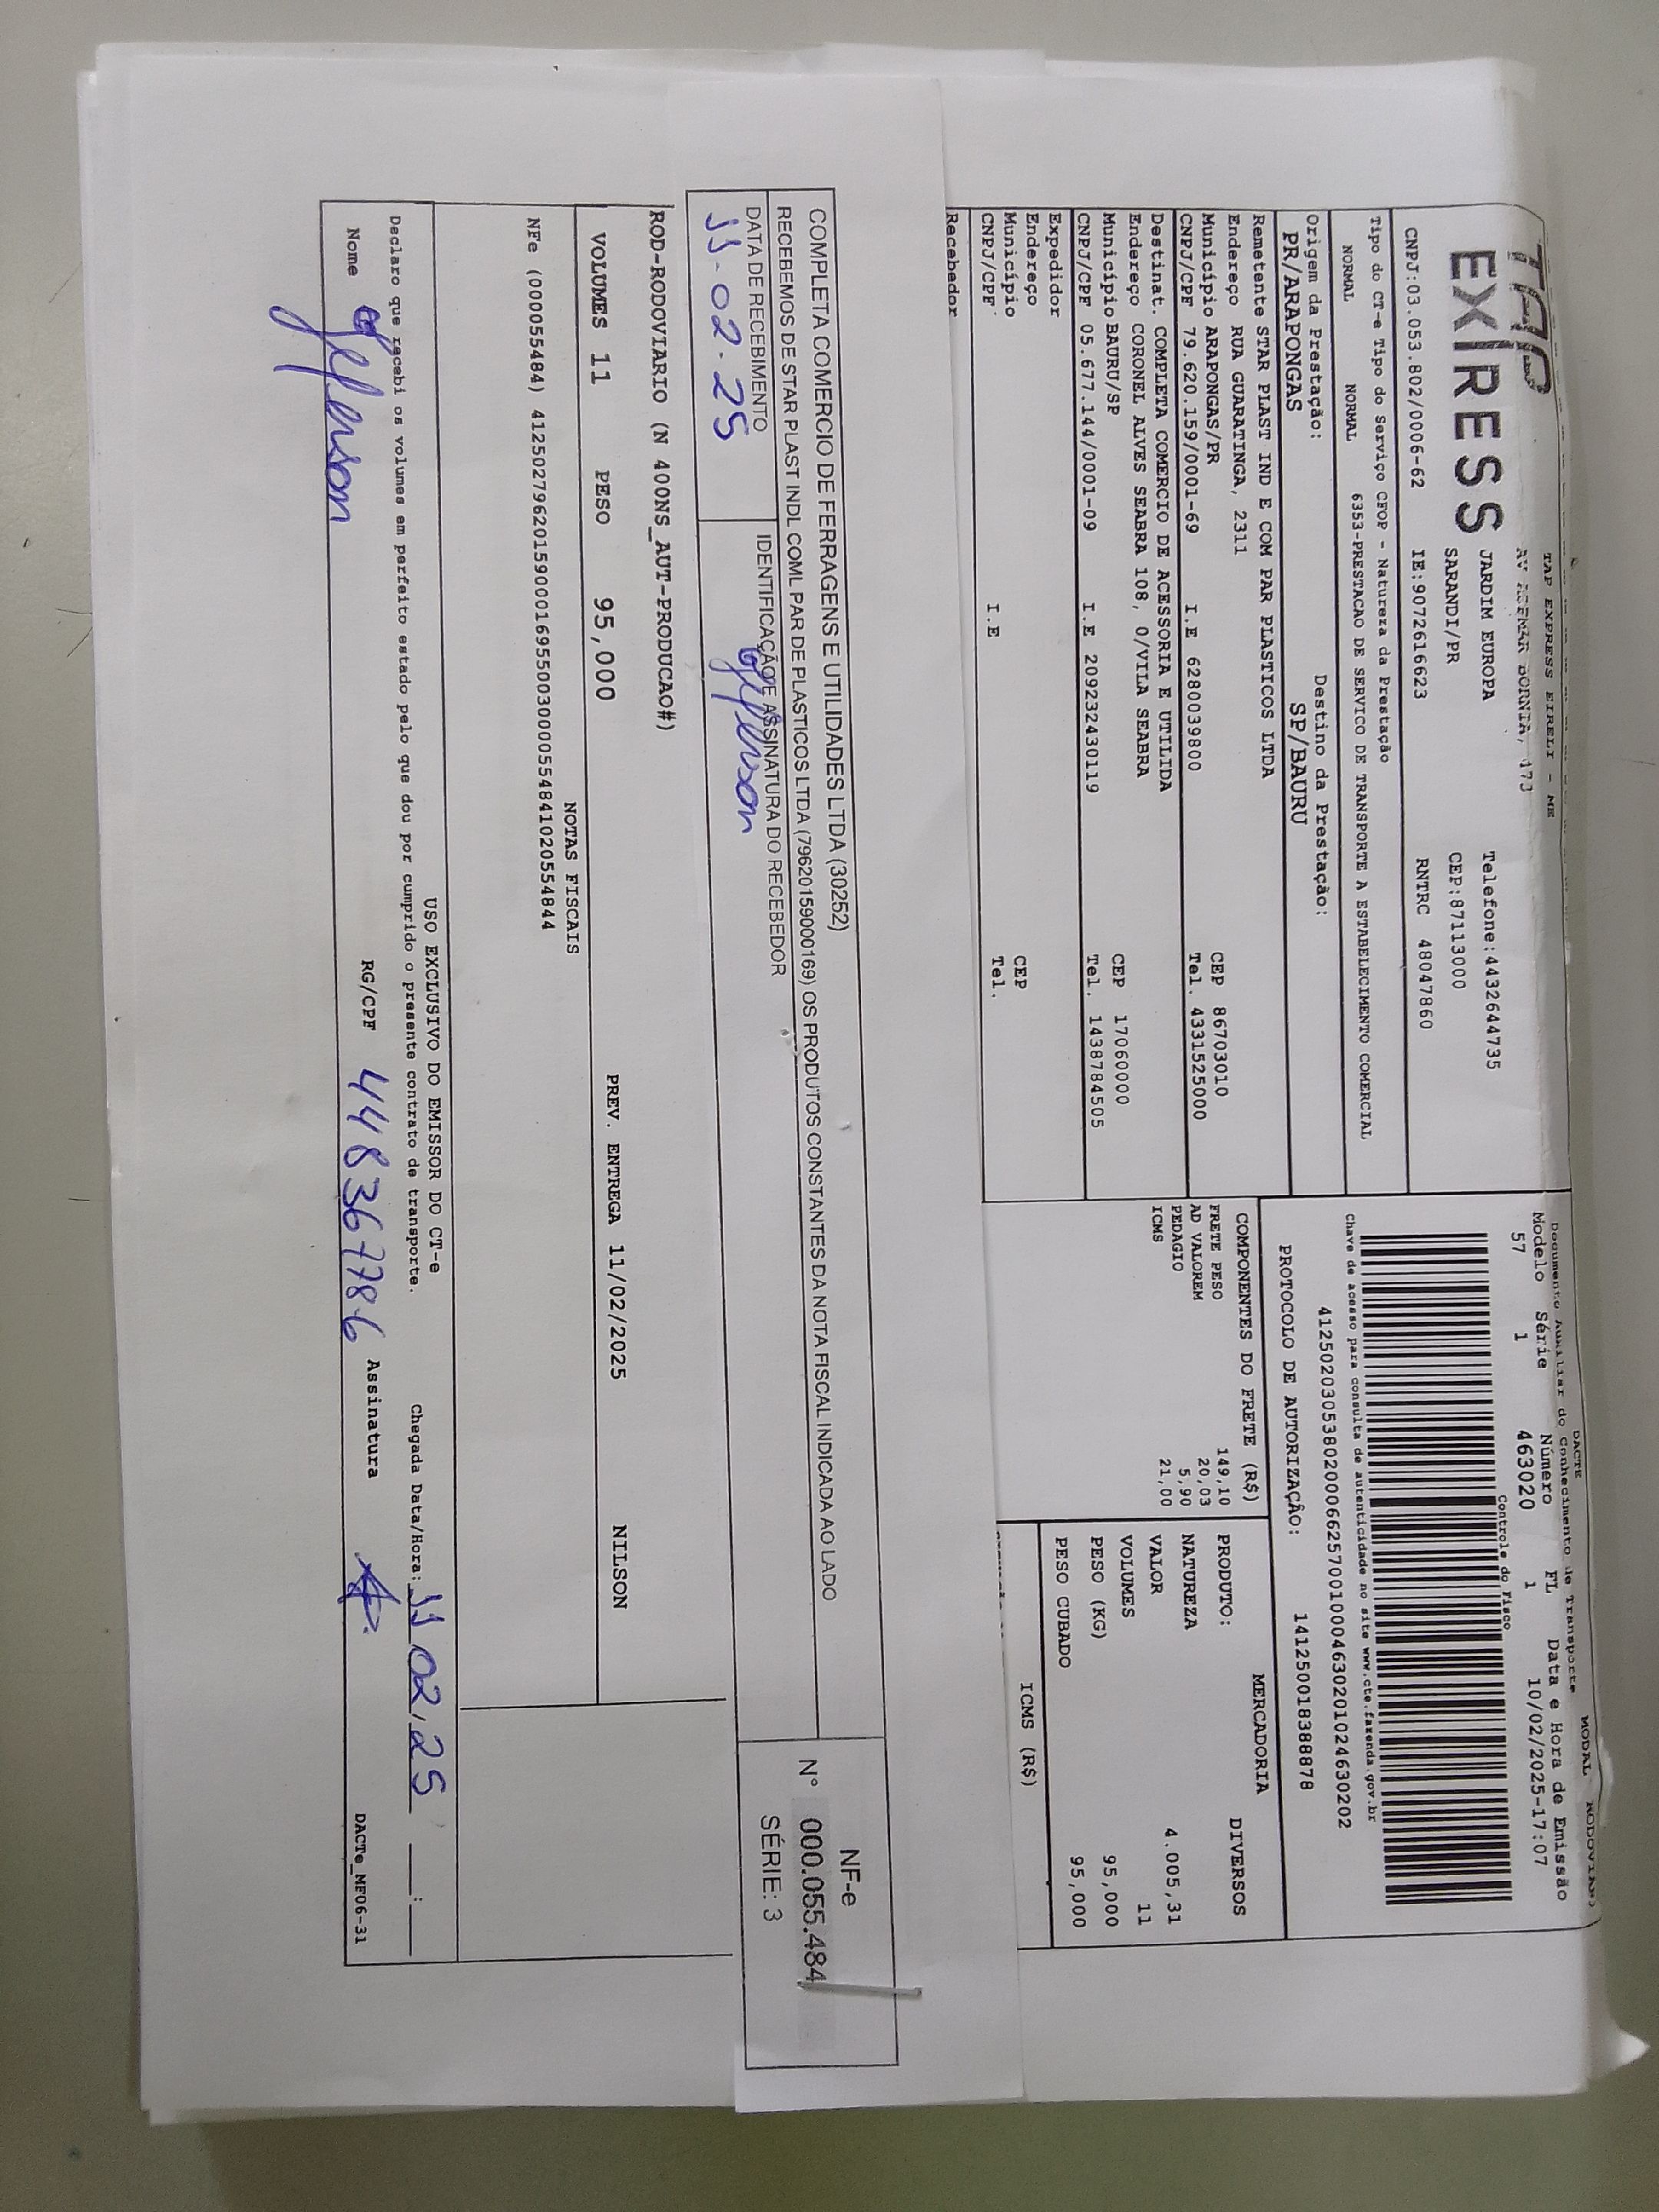 TAP
EXPRESS
TAP EXPRESS EIRELI - ME
AV ADEMAR BORNIA, 473
JARDIM EUROPA Telefone:4432644735
SARANDI/PR CEP:87113000
CNPJ:03.053.802/0006-62 IE:9072616623 RNTRC 48047860
Tipo do CT-e Tipo do Serviço CFOP - Natureza da Prestação
NORMAL NORMAL 6353-PRESTACAO DE SERVICO DE TRANSPORTE A ESTABELECIMENTO COMERCIAL
Origem da Prestação: Destino da Prestação:
PR/ARAPONGAS SP/BAURU
Remetente STAR PLAST IND E COM PAR PLASTICOS LTDA
Endereço RUA GUARATINGA, 2311
Município ARAPONGAS/PR CEP 86703010
CNPJ/CPF 79.620.159/0001-69 I.E 6280039800 Tel. 4331525000
Destinat. COMPLETA COMERCIO DE ACESSORIA E UTILIDA
Endereço CORONEL ALVES SEABRA 108, 0/VILA SEABRA
Município BAURU/SP CEP 17060000
CNPJ/CPF 05.677.144/0001-09 I.E 209232430119 Tel. 1438784505
Expedidor
Endereço
Município CEP
CNPJ/CPF I.E Tel.
Recebedor
DACTE MODAL RODOVIARIO
Documento Auxiliar do Conhecimento de Transporte
Modelo Série Número FL Data e Hora de Emissão
57 1 463020 1 10/02/2025-17:07
Controle do Fisco
Chave de acesso para consulta de autenticidade no site www.cte.fazenda.gov.br
41250203053802000662570010004630201024630202
PROTOCOLO DE AUTORIZAÇÃO: 141250018388878
COMPONENTES DO FRETE (R$)
FRETE PESO 149,10
AD VALOREM 20,03
PEDAGIO 5,90
ICMS 21,00
MERCADORIA
PRODUTO: DIVERSOS
NATUREZA
VALOR 4.005,31
VOLUMES 11
PESO (KG) 95,000
PESO CUBADO 95,000
ICMS (R$)
COMPLETA COMERCIO DE FERRAGENS E UTILIDADES LTDA (30252)
RECEBEMOS DE STAR PLAST INDL COML PAR DE PLASTICOS LTDA (79620159000169) OS PRODUTOS CONSTANTES DA NOTA FISCAL INDICADA AO LADO
DATA DE RECEBIMENTO IDENTIFICAÇÃO E ASSINATURA DO RECEBEDOR
11-02-25 Jefferson
NF-e
N° 000.055.484
SÉRIE: 3
ROD-RODOVIARIO (N 400NS_AUT-PRODUCAO#)
VOLUMES 11 PESO 95,000 PREV. ENTREGA 11/02/2025 NILSON
NOTAS FISCAIS
NFe (000055484) 41250279620159000169550030000554841020554844
USO EXCLUSIVO DO EMISSOR DO CT-e
Declaro que recebi os volumes em perfeito estado pelo que dou por cumprido o presente contrato de transporte. Chegada Data/Hora: 11 02,25 __:__
Nome Jefferson RG/CPF 448367786 Assinatura DACTe_MF06-31